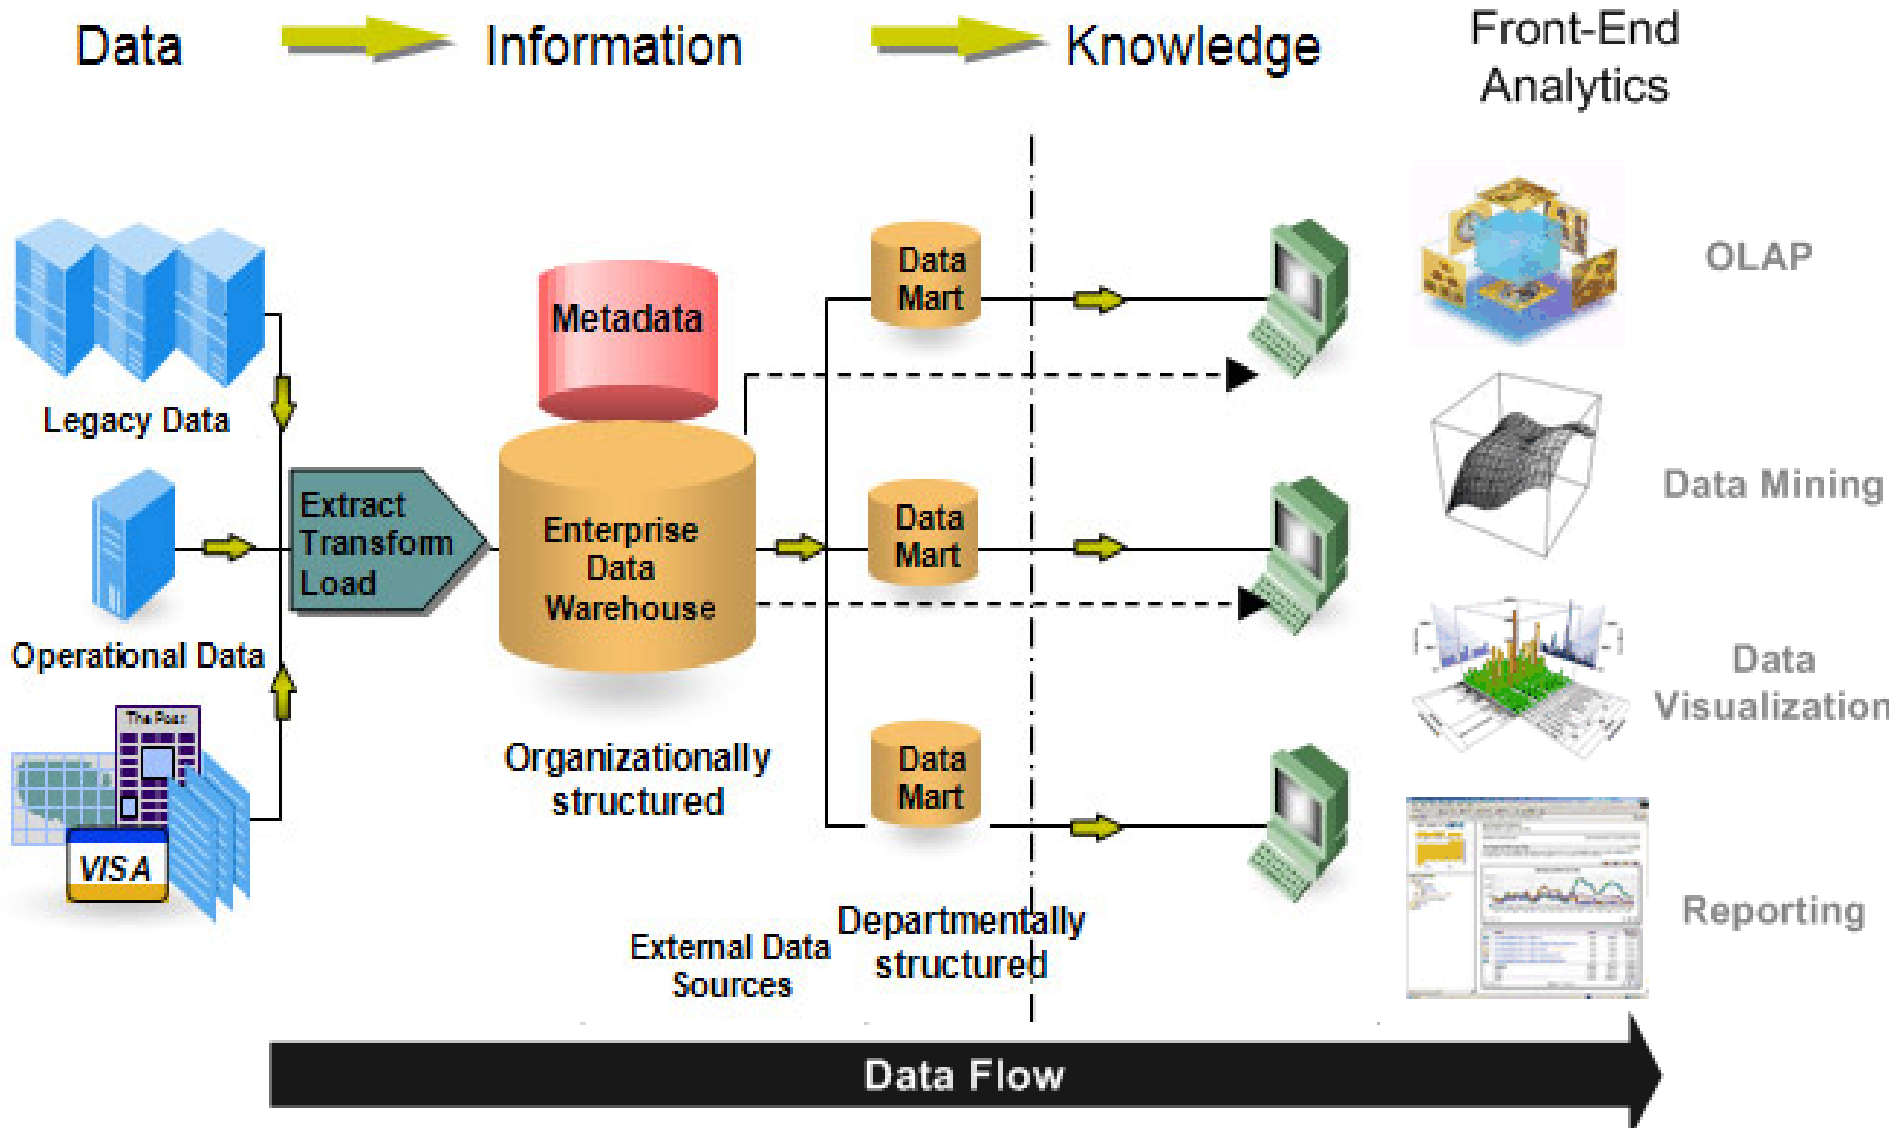 Data
Information
Knowledge
Front-End
Analytics
Legacy Data
Operational Data
The Post
VISA
Extract
Transform
Load
Metadata
Enterprise
Data
Warehouse
Organizationally
structured
External Data
Sources
Data
Mart
Data
Mart
Data
Mart
Departmentally
structured
OLAP
Data Mining
Data
Visualization
Reporting
Data Flow